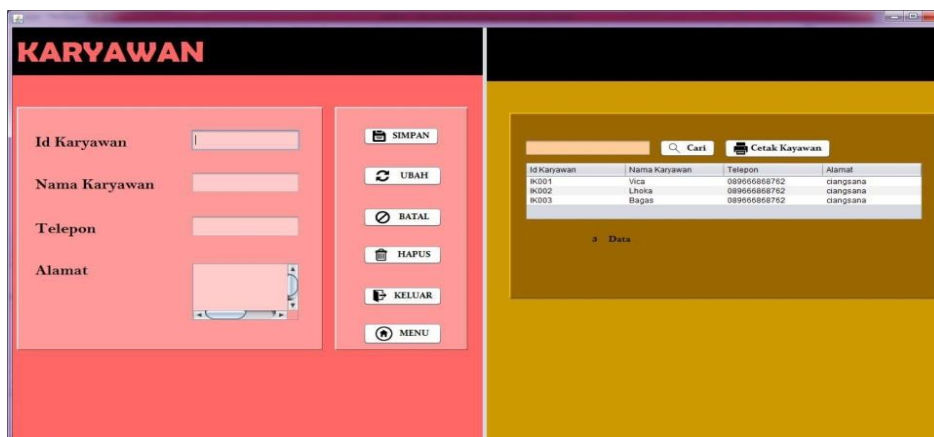 KARYAWAN
Id Karyawan
Nama Karyawan
Telepon
Alamat
SIMPAN
UBAH
BATAL
HAPUS
KELUAR
MENU
Cari
Cetak Kayawan
Id Karyawan Nama Karyawan Telepon Alamat
IK001 Vica 089666868762 ciangsana
IK002 Lhoka 089666868762 ciangsana
IK003 Bagas 089666868762 ciangsana
3 Data